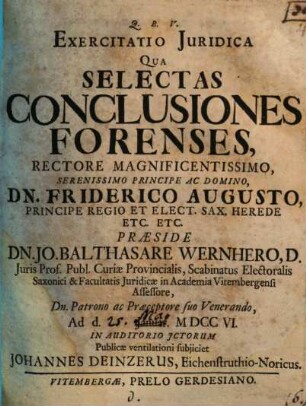 Q. B. V.
EXERCITATIO JURIDICA
QUA
SELECTAS
CONCLUSIONES
FORENSES,
RECTORE MAGNIFICENTISSIMO,
SERENISSIMO PRINCIPE AC DOMINO,
DN. FRIDERICO AUGUSTO,
PRINCIPE REGIO ET ELECT. SAX. HEREDE
ETC. ETC.
PRÆSIDE
DN. JO. BALTHASARE WERNHERO, D.
Juris Prof. Publ. Curiæ Provincialis, Scabinatus Electoralis
Saxonici & Facultatis Juridicæ in Academia Vitembergensi
Assessore,
Dn. Patrono ac Præceptore suo Venerando,
Ad d. 25. M DCC VI.
IN AUDITORIO JCTORUM
Publicæ ventilationi subjiciet
JOHANNES DEINZERUS, Eichenstruthio-Noricus.
VITEMBERGÆ, PRELO GERDESIANO.